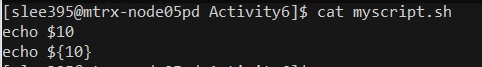 [slee395@mtrx-node05pd Activity6]$ cat myscript.sh
echo $10
echo ${10}